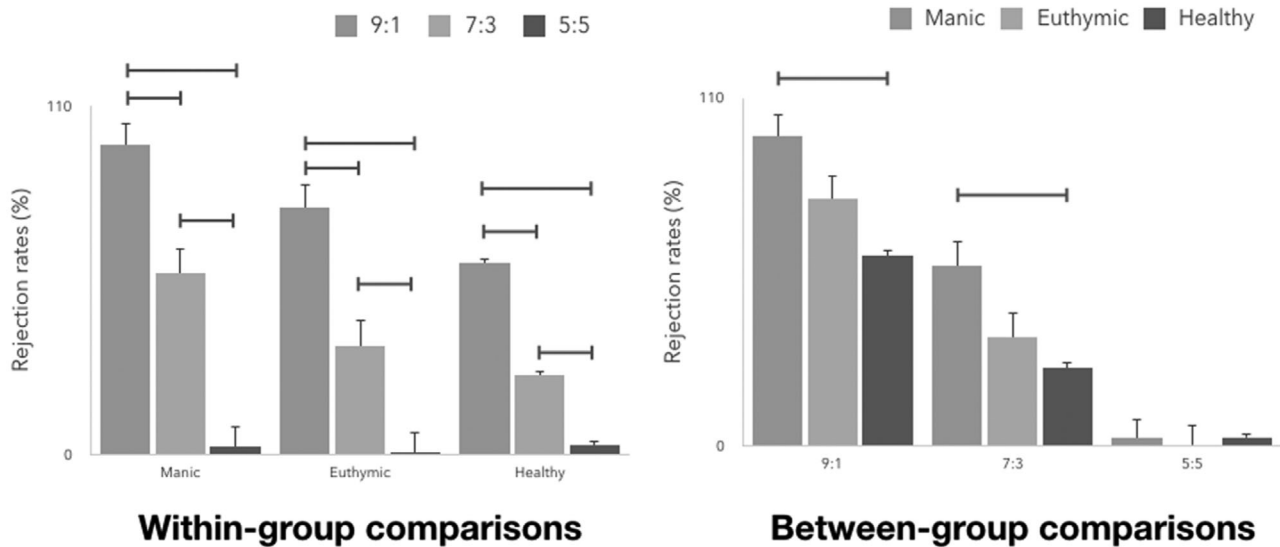 9:1 7:3 5:5
110
Rejection rates (%)
0
Manic Euthymic Healthy
Within-group comparisons
Manic Euthymic Healthy
110
Rejection rates (%)
0
9:1 7:3 5:5
Between-group comparisons